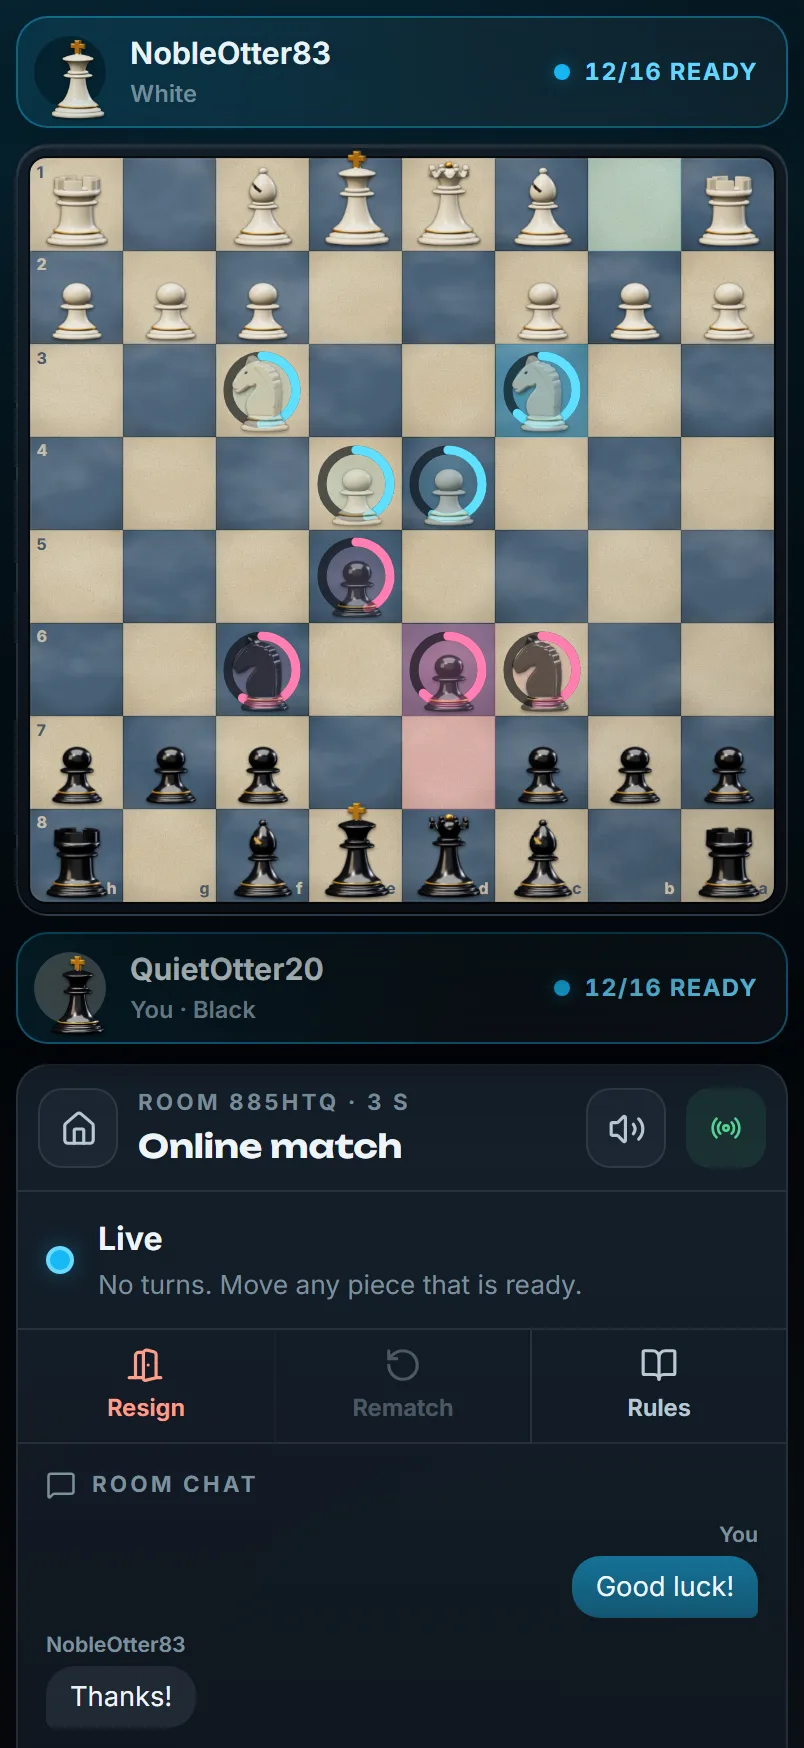 NobleOtter83
White
12/16 READY
1
2
3
4
5
6
7
8
h g f e d c b a
QuietOtter20
You · Black
12/16 READY
ROOM 885HTQ · 3 S
Online match
Live
No turns. Move any piece that is ready.
Resign
Rematch
Rules
ROOM CHAT
You
Good luck!
NobleOtter83
Thanks!